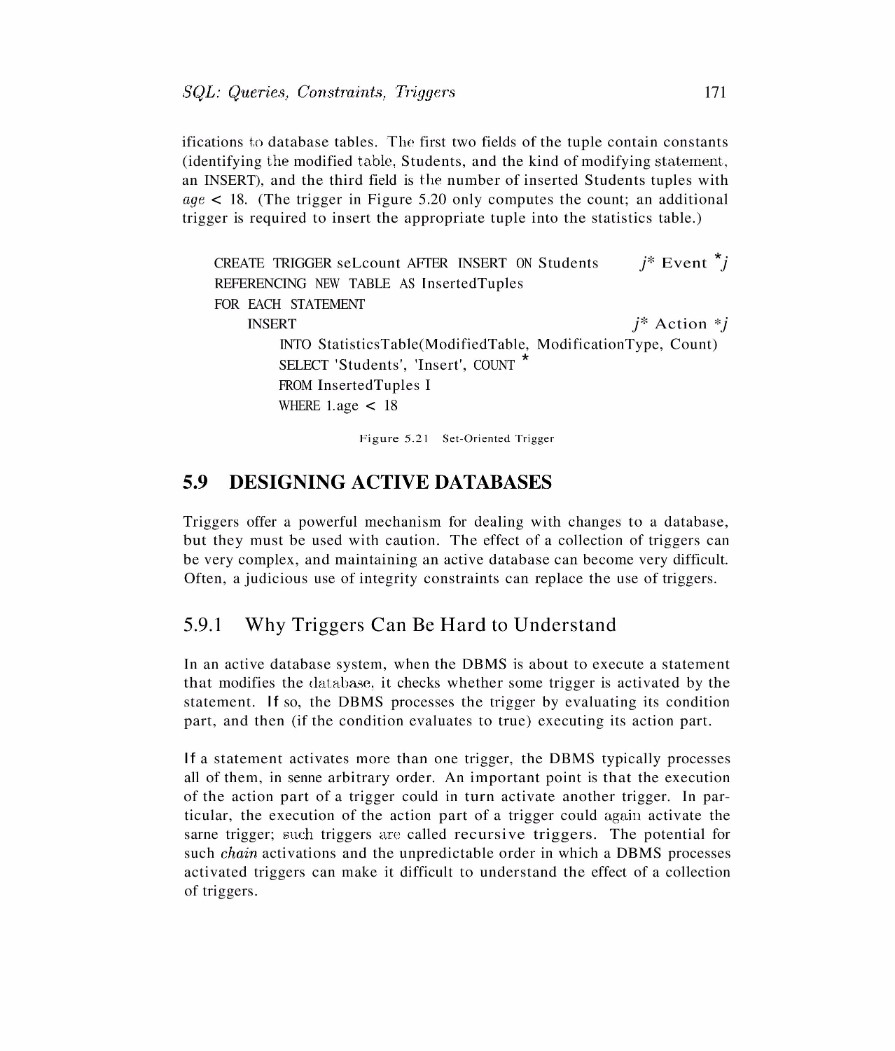 SQL: Queries, Constraints, Triggers 171
ifications to database tables. The first two fields of the tuple contain constants
(identifying the modified table, Students, and the kind of modifying statement,
an INSERT), and the third field is the number of inserted Students tuples with
age < 18. (The trigger in Figure 5.20 only computes the count; an additional
trigger is required to insert the appropriate tuple into the statistics table.)
CREATE TRIGGER seLcount AFTER INSERT ON Students j* Event *j
REFERENCING NEW TABLE AS InsertedTuples
FOR EACH STATEMENT
INSERT j* Action *j
INTO StatisticsTable(ModifiedTable, ModificationType, Count)
SELECT 'Students', 'Insert', COUNT *
FROM InsertedTuples I
WHERE 1.age < 18
Figure 5.21 Set-Oriented Trigger
5.9 DESIGNING ACTIVE DATABASES
Triggers offer a powerful mechanism for dealing with changes to a database,
but they must be used with caution. The effect of a collection of triggers can
be very complex, and maintaining an active database can become very difficult.
Often, a judicious use of integrity constraints can replace the use of triggers.
5.9.1 Why Triggers Can Be Hard to Understand
In an active database system, when the DBMS is about to execute a statement
that modifies the database, it checks whether some trigger is activated by the
statement. If so, the DBMS processes the trigger by evaluating its condition
part, and then (if the condition evaluates to true) executing its action part.
If a statement activates more than one trigger, the DBMS typically processes
all of them, in senne arbitrary order. An important point is that the execution
of the action part of a trigger could in turn activate another trigger. In par-
ticular, the execution of the action part of a trigger could again activate the
sarne trigger; such triggers are called recursive triggers. The potential for
such chain activations and the unpredictable order in which a DBMS processes
activated triggers can make it difficult to understand the effect of a collection
of triggers.